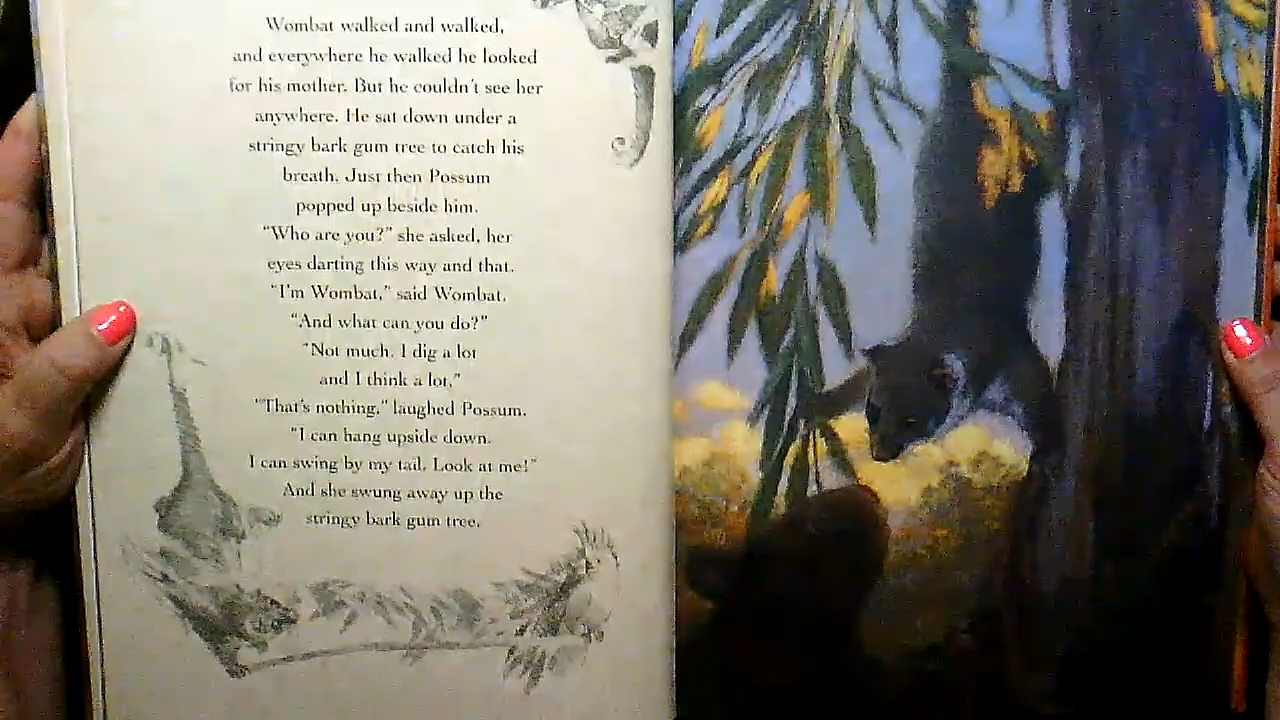 Wombat walked and walked,
and everywhere he walked he looked
for his mother. But he couldn't see her
anywhere. He sat down under a
stringy bark gum tree to catch his
breath. Just then Possum
popped up beside him.
"Who are you?" she asked, her
eyes darting this way and that.
"I'm Wombat," said Wombat.
"And what can you do?"
"Not much. I dig a lot
and I think a lot."
"That's nothing," laughed Possum.
"I can hang upside down.
I can swing by my tail. Look at me!"
And she swung away up the
stringy bark gum tree.